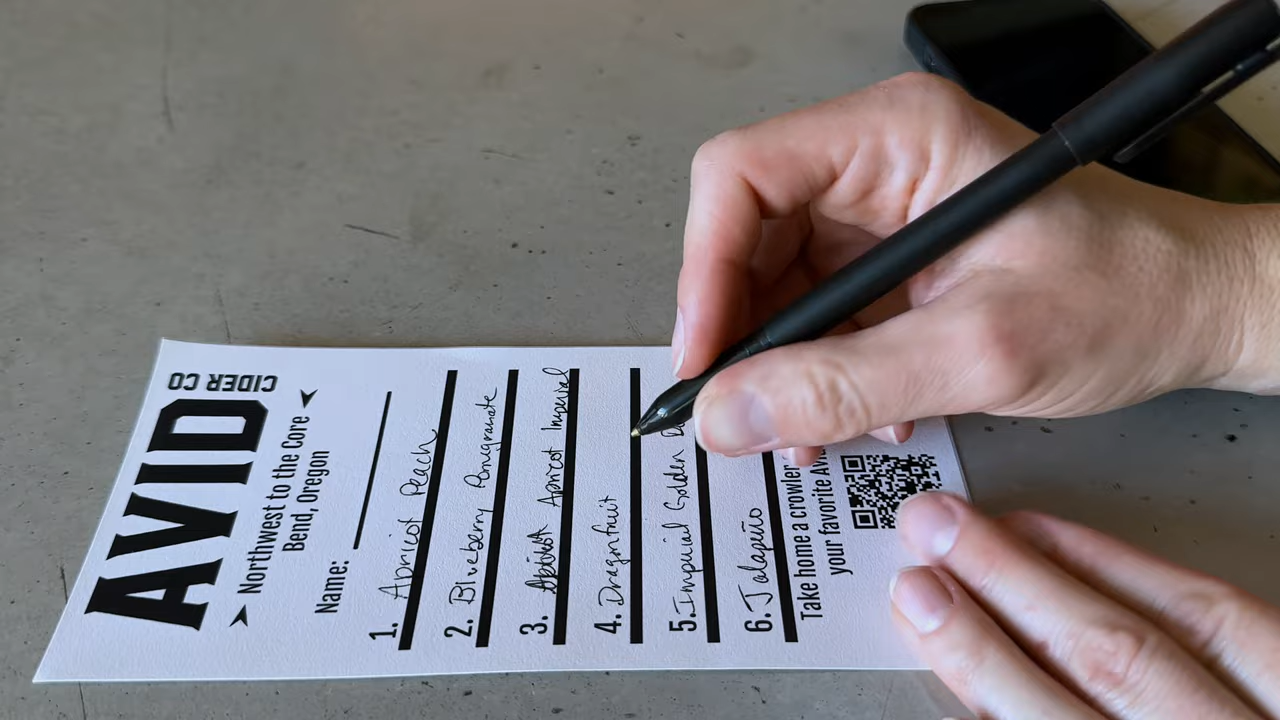 AVID
CIDER CO
Northwest to the Core
Bend, Oregon
Name:
1. Apricot Peach
2. Blueberry Pomegranate
3. Apricot Imperial
4. Dragonfruit
5. Imperial Golden
6. Jalapeño
Take home a crowler
your favorite